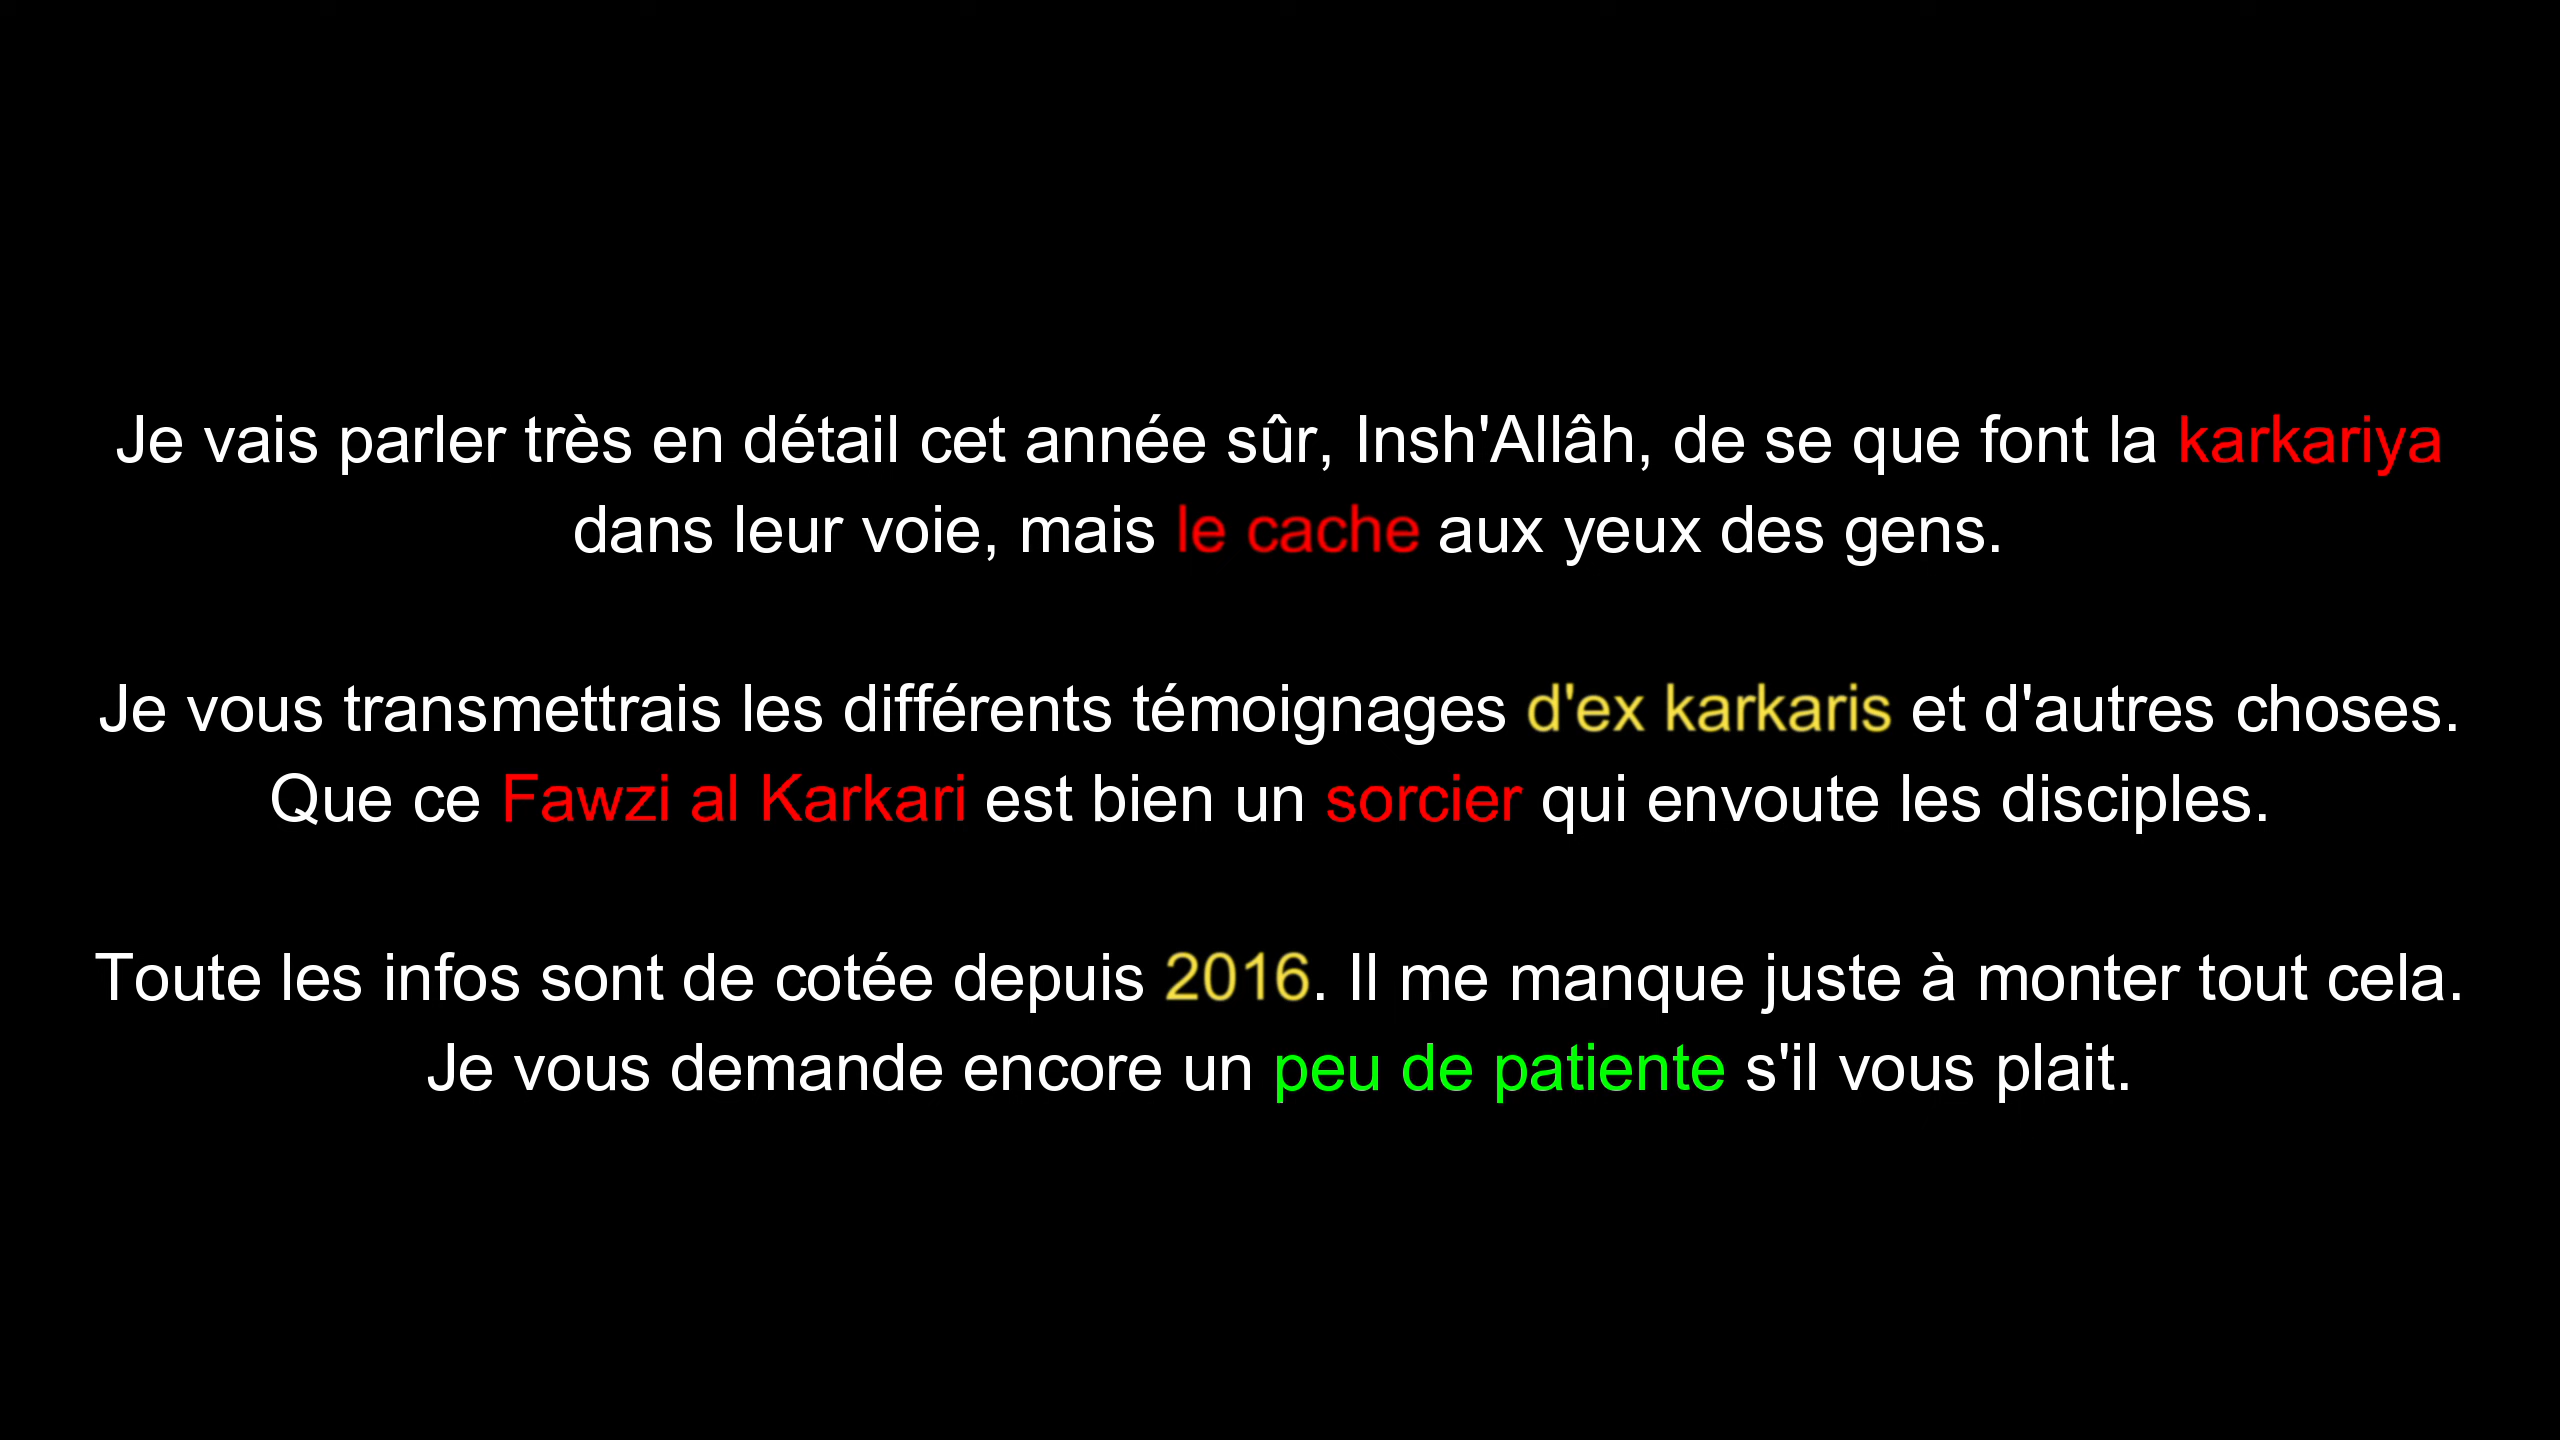 Je vais parler très en détail cet année sûr, Insh'Allâh, de se que font la karkariya
dans leur voie, mais le cache aux yeux des gens.
Je vous transmettrais les différents témoignages d'ex karkaris et d'autres choses.
Que ce Fawzi al Karkari est bien un sorcier qui envoute les disciples.
Toute les infos sont de cotée depuis 2016. Il me manque juste à monter tout cela.
Je vous demande encore un peu de patiente s'il vous plait.